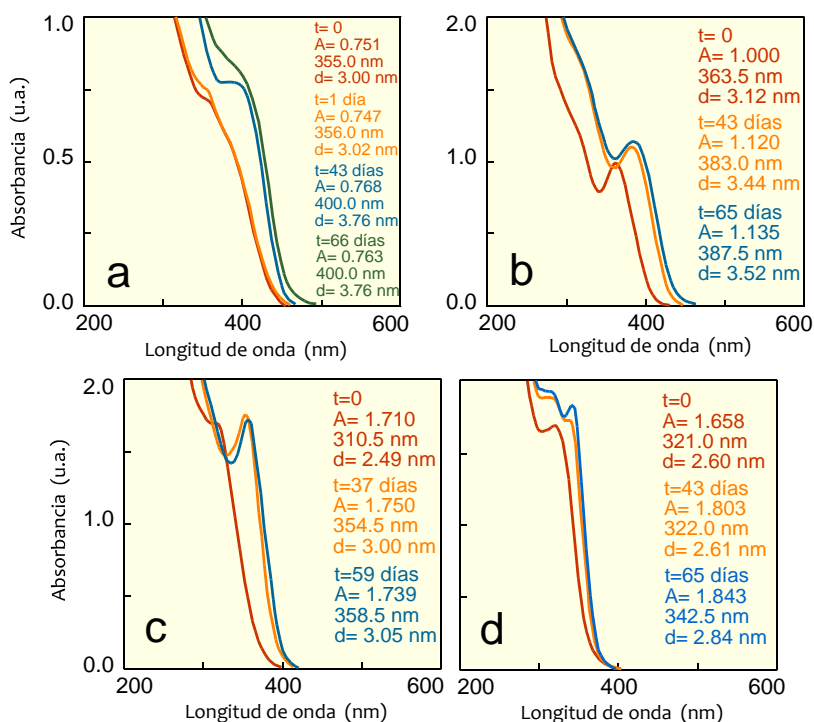 1.0
0.5
0.0
Absorbancia (u.a.)
t= 0
A= 0.751
355.0 nm
d= 3.00 nm
t=1 día
A= 0.747
356.0 nm
d= 3.02 nm
t=43 días
A= 0.768
400.0 nm
d= 3.76 nm
t=66 días
A= 0.763
400.0 nm
d= 3.76 nm
a
200
400
600
Longitud de onda (nm)
2.0
1.0
0.0
t= 0
A= 1.000
363.5 nm
d= 3.12 nm
t=43 días
A= 1.120
383.0 nm
d= 3.44 nm
t=65 días
A= 1.135
387.5 nm
d= 3.52 nm
b
200
400
600
Longitud de onda (nm)
2.0
1.0
0.0
Absorbancia (u.a.)
t=0
A= 1.710
310.5 nm
d= 2.49 nm
t=37 días
A= 1.750
354.5 nm
d= 3.00 nm
t=59 días
A= 1.739
358.5 nm
d= 3.05 nm
c
200
400
600
Longitud de onda (nm)
t=0
A= 1.658
321.0 nm
d= 2.60 nm
t=43 días
A= 1.803
322.0 nm
d= 2.61 nm
t=65 días
A= 1.843
342.5 nm
d= 2.84 nm
d
200
400
600
Longitud de onda (nm)